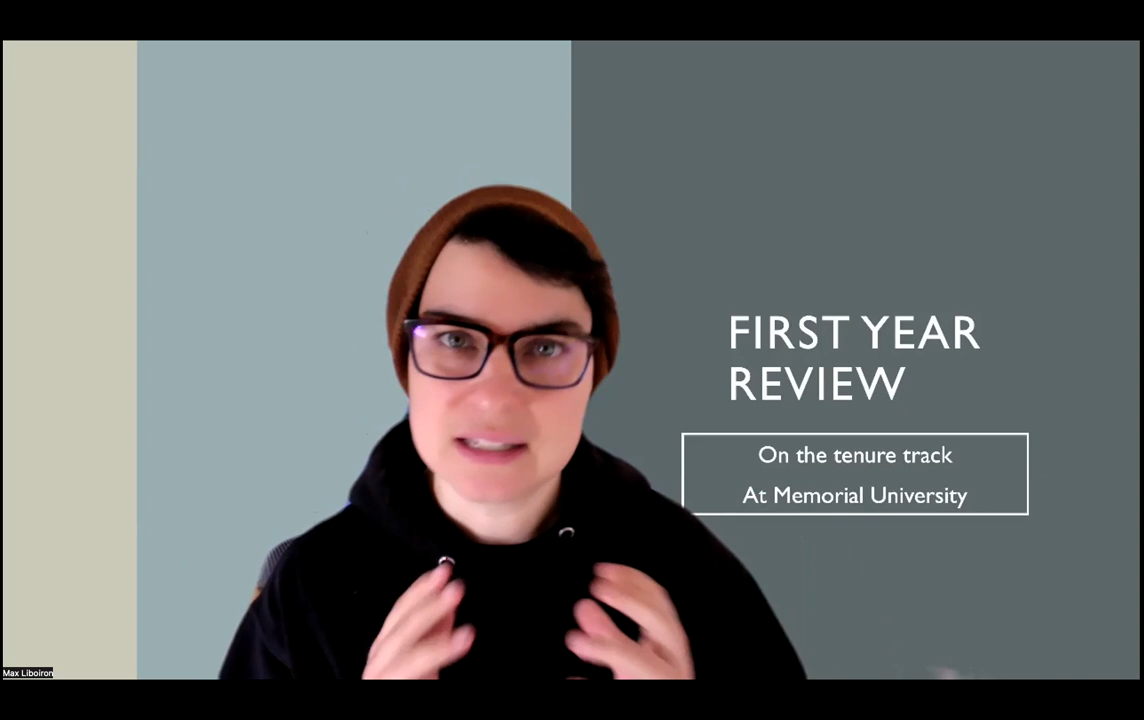 FIRST YEAR
REVIEW
On the tenure track
At Memorial University
Max Liboiron